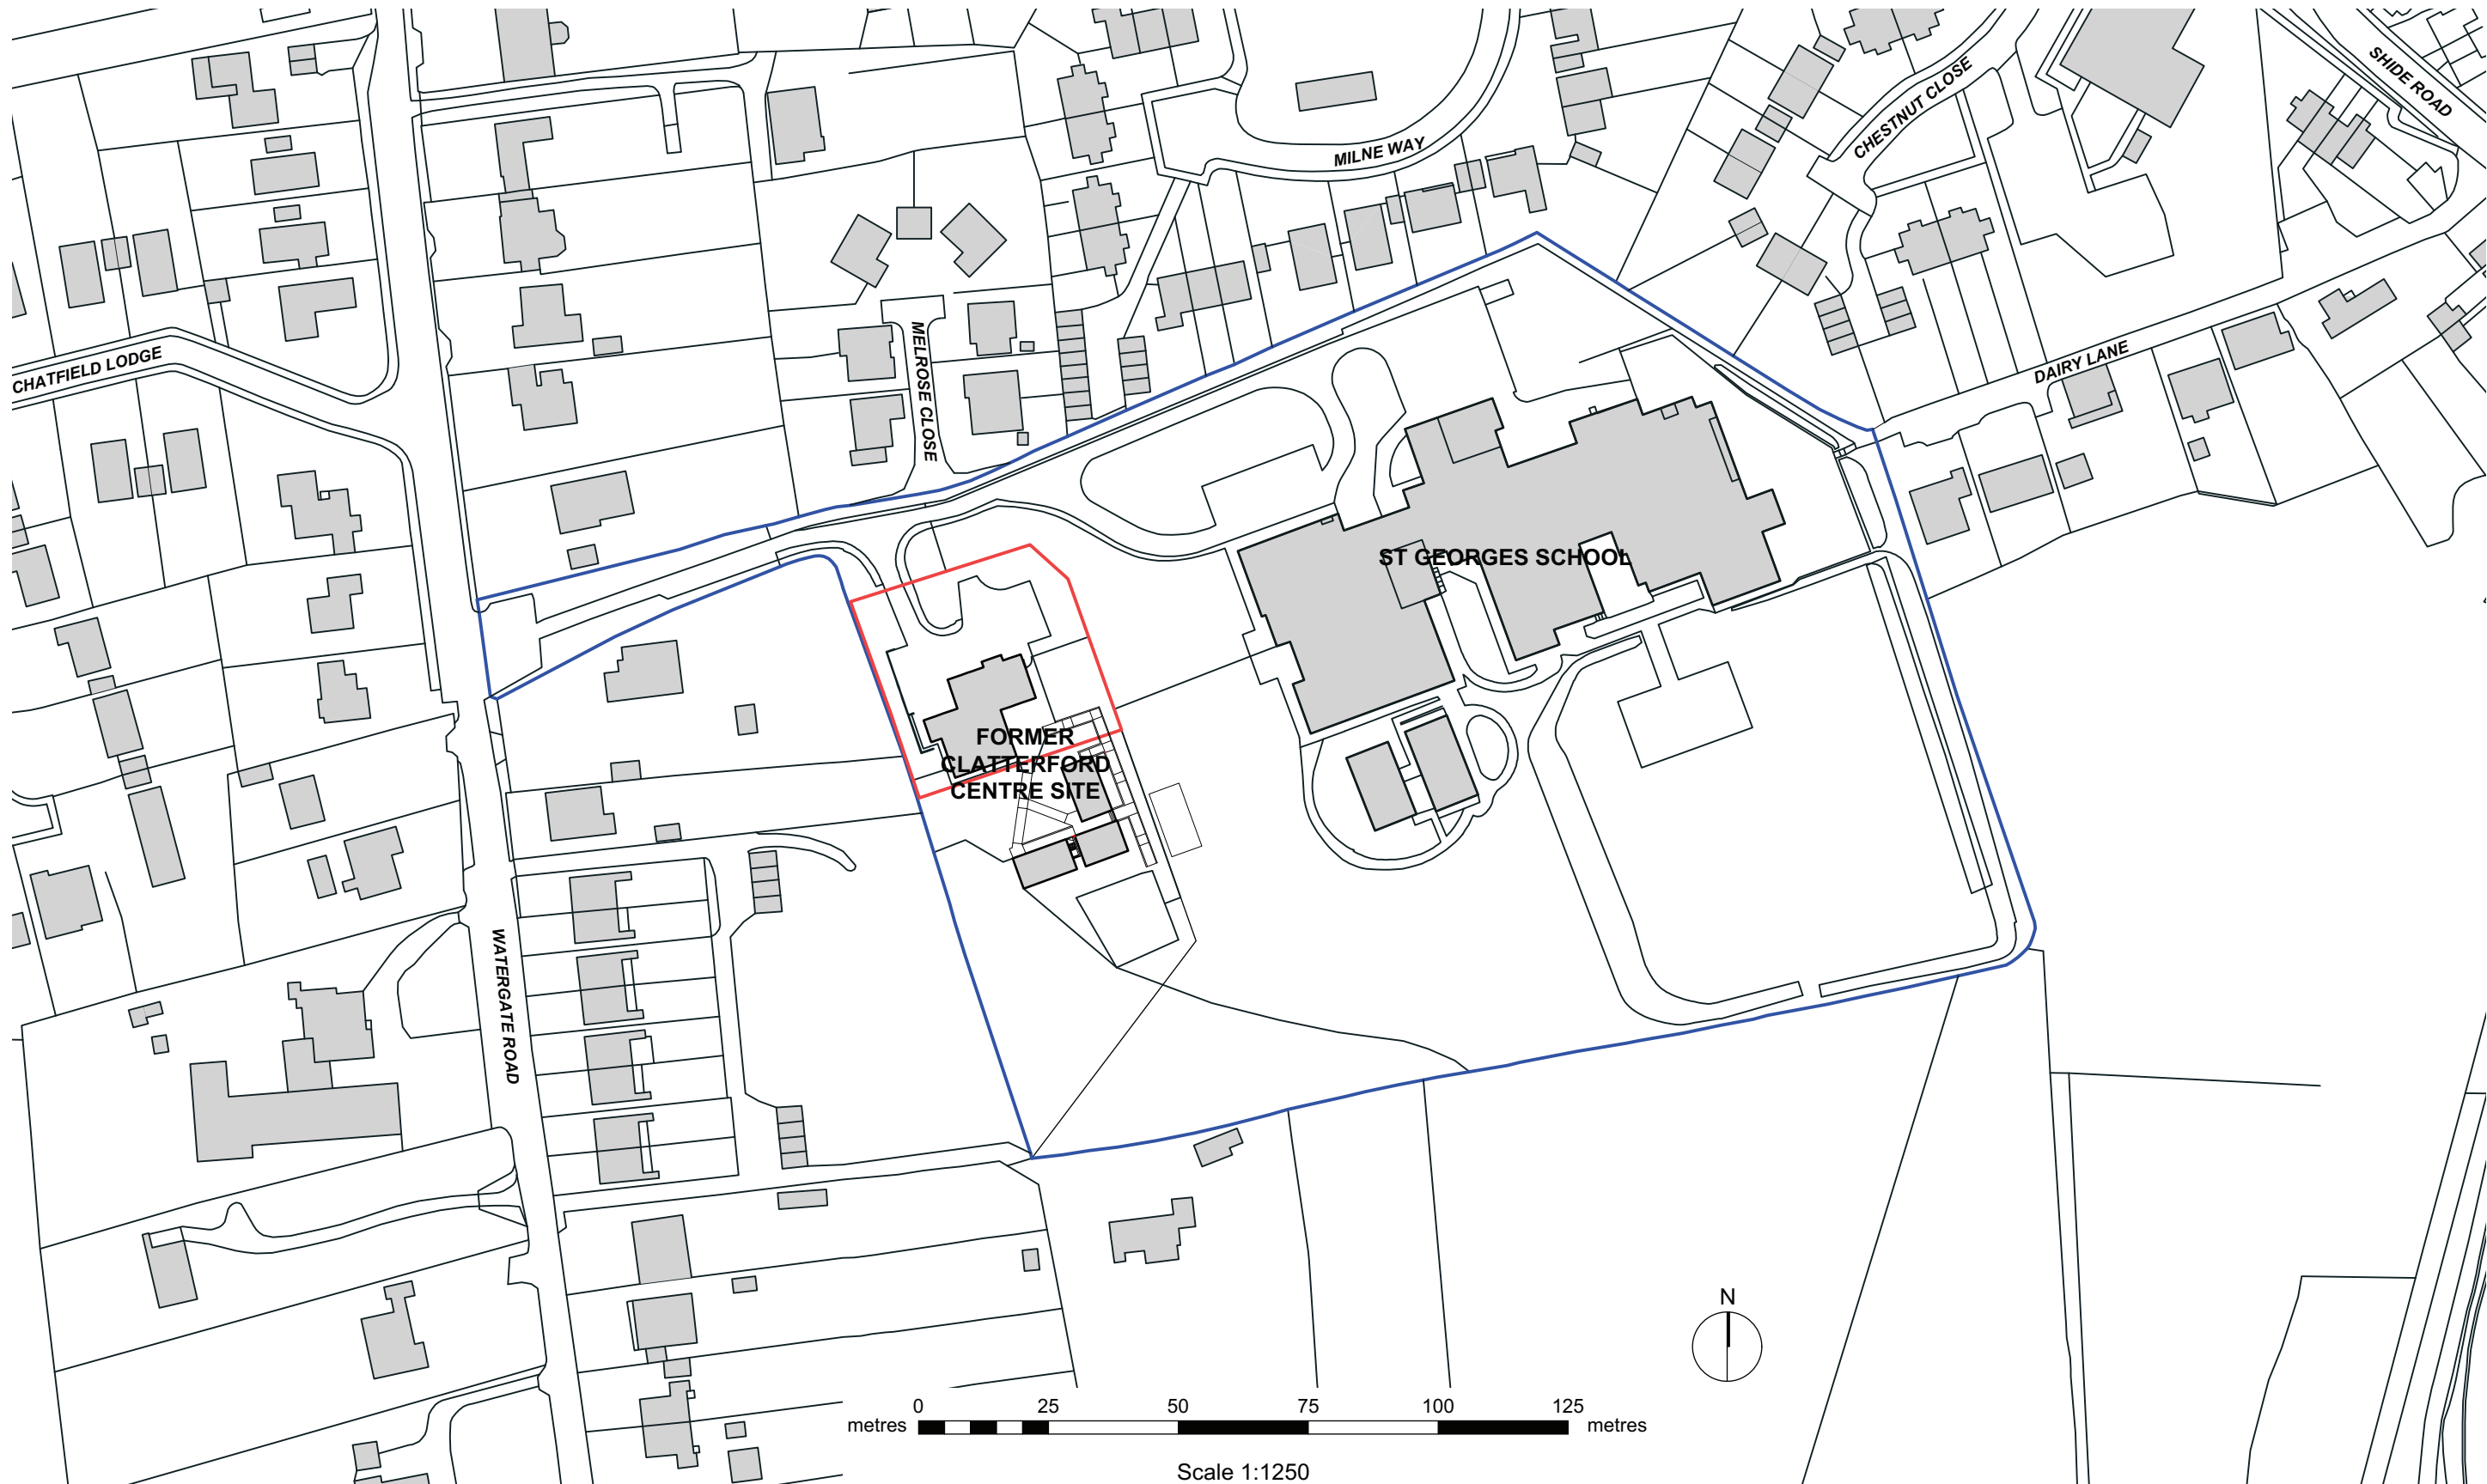 SHIDE ROAD
CHESTNUT CLOSE
MILNE WAY
CHATFIELD LODGE
MELROSE CLOSE
DAIRY LANE
ST GEORGES SCHOOL
FORMER
CLATTERFORD
CENTRE SITE
WATERGATE ROAD
N
0 25 50 75 100 125
metres metres
Scale 1:1250